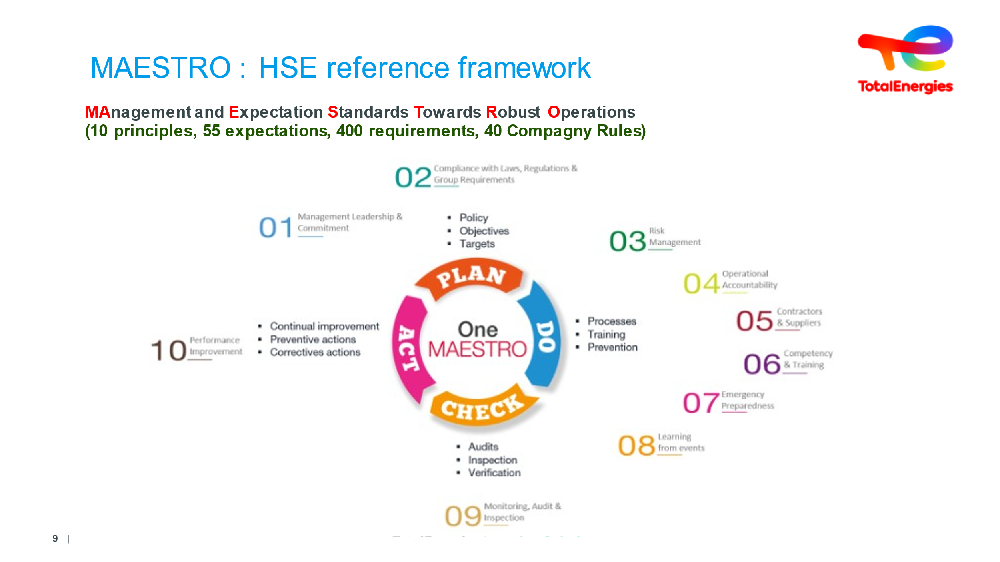 MAESTRO : HSE reference framework
TotalEnergies
MAnagement and Expectation Standards Towards Robust Operations
(10 principles, 55 expectations, 400 requirements, 40 Compagny Rules)
02 Compliance with Laws, Regulations &
Group Requirements
01 Management Leadership &
Commitment
▪ Policy
▪ Objectives
▪ Targets
03 Risk
Management
04 Operational
Accountability
05 Contractors
& Suppliers
06 Competency
& Training
07 Emergency
Preparedness
08 Learning
from events
PLAN
DO
CHECK
ACT
One
MAESTRO
▪ Processes
▪ Training
▪ Prevention
▪ Continual improvement
▪ Preventive actions
▪ Correctives actions
10 Performance
Improvement
▪ Audits
▪ Inspection
▪ Verification
09 Monitoring, Audit &
Inspection
9 |